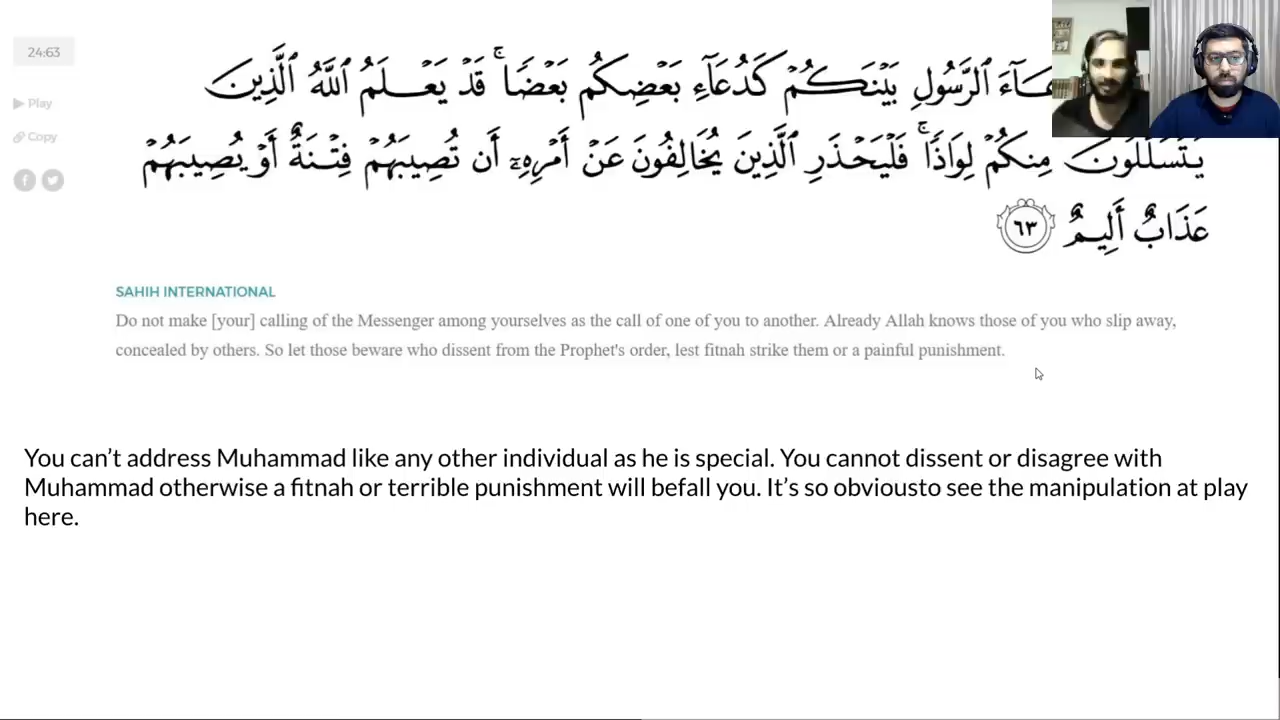 24:63
Play
Copy
ٱلرَّسُولِ بَيْنَكُمْ كَدُعَآءِ بَعْضِكُم بَعْضًا ۚ قَدْ يَعْلَمُ ٱللَّهُ ٱلَّذِينَ
يَتَسَلَّلُونَ مِنكُمْ لِوَاذًا ۚ فَلْيَحْذَرِ ٱلَّذِينَ يُخَالِفُونَ عَنْ أَمْرِهِۦٓ أَن تُصِيبَهُمْ فِتْنَةٌ أَوْ يُصِيبَهُمْ
عَذَابٌ أَلِيمٌ ٦٣
SAHIH INTERNATIONAL
Do not make [your] calling of the Messenger among yourselves as the call of one of you to another. Already Allah knows those of you who slip away,
concealed by others. So let those beware who dissent from the Prophet's order, lest fitnah strike them or a painful punishment.
You can’t address Muhammad like any other individual as he is special. You cannot dissent or disagree with
Muhammad otherwise a fitnah or terrible punishment will befall you. It’s so obviousto see the manipulation at play
here.